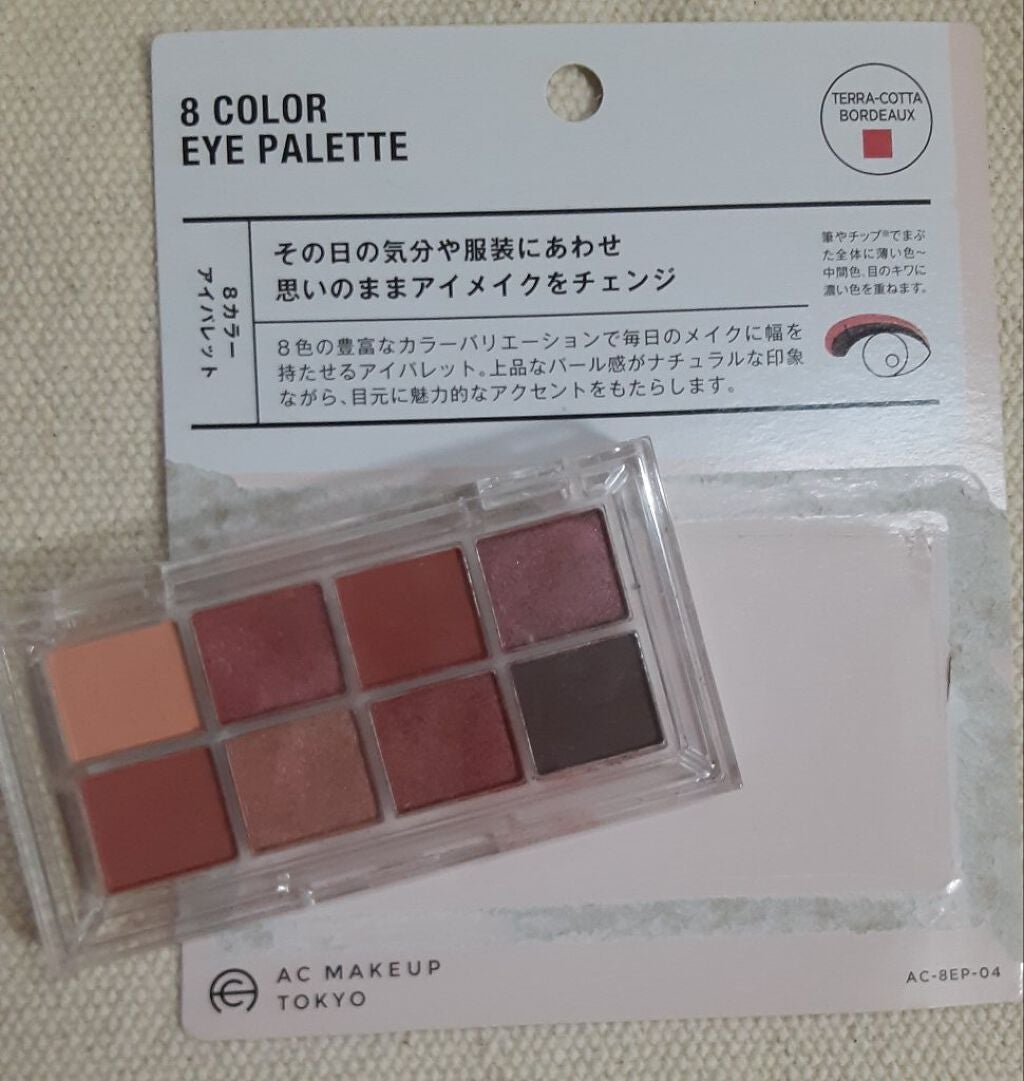 8 COLOR
EYE PALETTE
TERRA-COTTA
BORDEAUX
8カラー
アイパレット
その日の気分や服装にあわせ
思いのままアイメイクをチェンジ
8色の豊富なカラーバリエーションで毎日のメイクに幅を
持たせるアイパレット。上品なパール感がナチュラルな印象
ながら、目元に魅力的なアクセントをもたらします。
筆やチップ※でまぶ
た全体に薄い色～
中間色、目のキワに
濃い色を重ねます。
AC MAKEUP
TOKYO
AC-8EP-04